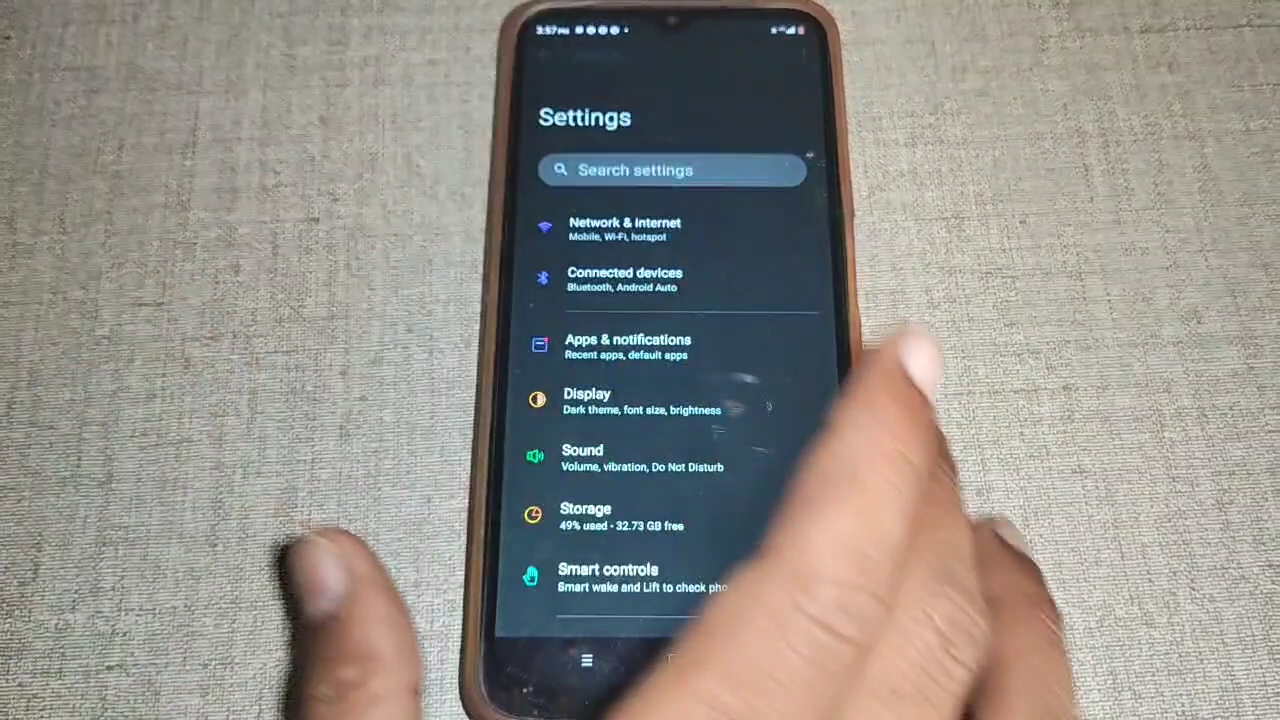 3:57 PM
Settings
Search settings
Network & internet
Mobile, Wi-Fi, hotspot
Connected devices
Bluetooth, Android Auto
Apps & notifications
Recent apps, default apps
Display
Dark theme, font size, brightness
Sound
Volume, vibration, Do Not Disturb
Storage
49% used - 32.73 GB free
Smart controls
Smart wake and Lift to check pho